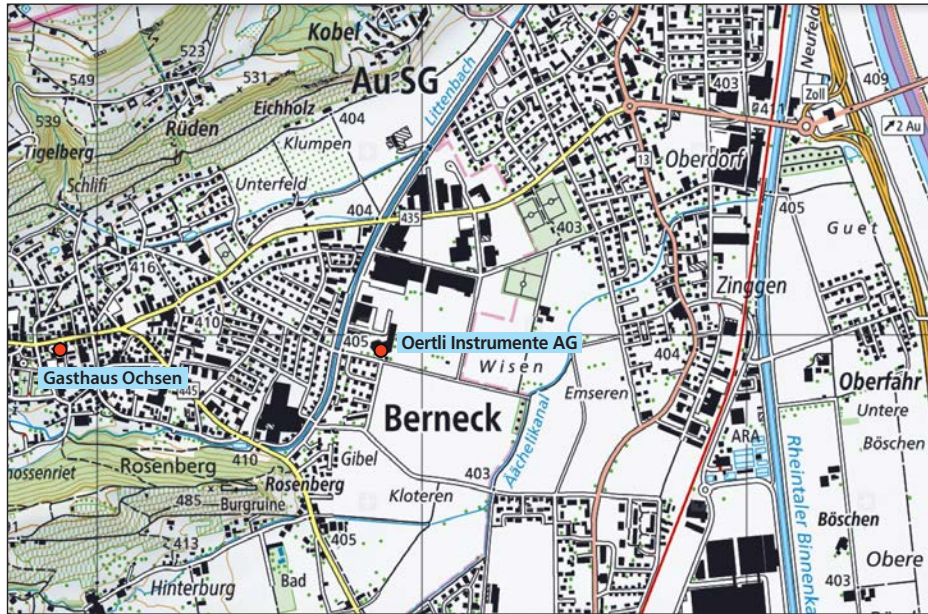 Kobel
523
549
531
Au SG
Littenbach
Eichholz
404
Rüden
Klumpen
539
Tigelberg
Schlifi
Unterfeld
404
435
403
13
Oberdorf
403
411
Zoll
Neufeld
409
2 Au
405
Guet
416
410
Zinggen
405
Oertli Instrumente AG
Wisen
404
Gasthaus Ochsen
445
Berneck
Emseren
Oberfahr
Untere
Böschen
Äächelikanal
ARA
Rosenberg
410
Gibel
Rosenberg
403
Kloteren
485
Burgruine
413
405
Hinterburg
Bad
Rheintaler Binnenka
Böschen
Obere
403